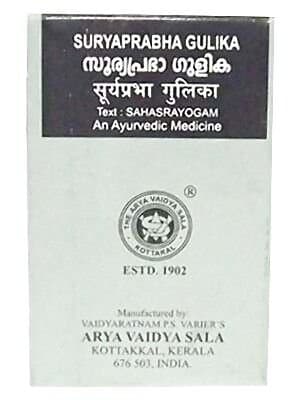 SURYAPRABHA GULIKA
സൂര്യപ്രഭാ ഗുളിക
सूर्यप्रभा गुलिका
Text : SAHASRAYOGAM
An Ayurvedic Medicine
®
THE ARYA VAIDYA SALA
KOTTAKAL
ESTD. 1902
Manufactured by
VAIDYARATNAM P.S. VARIER'S
ARYA VAIDYA SALA
KOTTAKKAL, KERALA
676 503, INDIA.